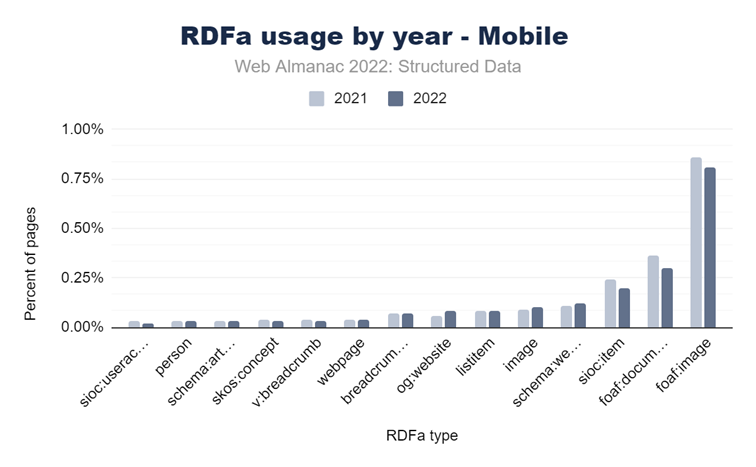 RDFa usage by year - Mobile
Web Almanac 2022: Structured Data
2021 2022
1.00%
0.75%
0.50%
0.25%
0.00%
Percent of pages
sioc:userac…
person
schema:art…
skos:concept
v:breadcrumb
webpage
breadcrum…
og:website
listitem
image
schema:we…
sioc:item
foaf:docum…
foaf:image
RDFa type